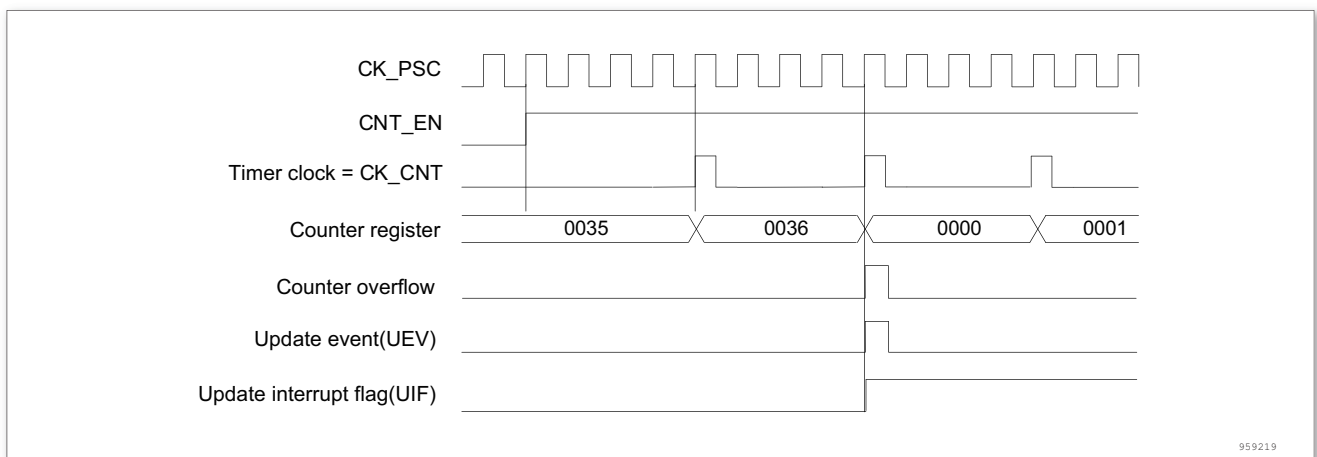 CK_PSC
CNT_EN
Timer clock = CK_CNT
Counter register 0035 0036 0000 0001
Counter overflow
Update event(UEV)
Update interrupt flag(UIF)
959219